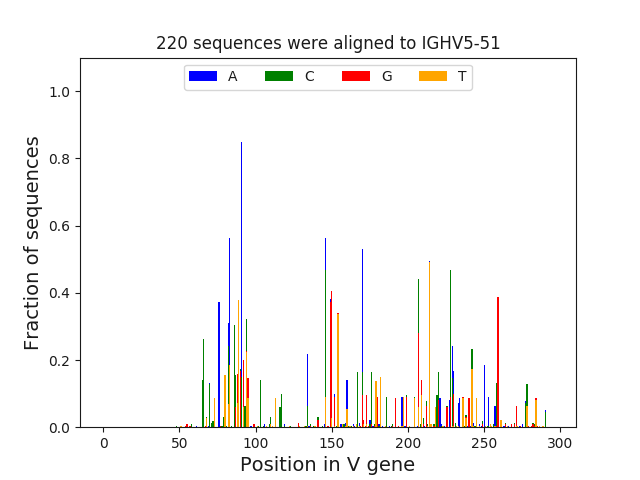 220 sequences were aligned to IGHV5-51
A C G T
1.0
0.8
0.6
0.4
0.2
0.0
Fraction of sequences
0 50 100 150 200 250 300
Position in V gene